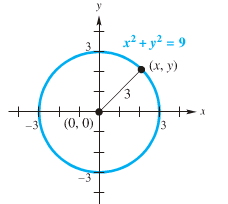 y
3
x² + y² = 9
(x, y)
3
x
–3
(0, 0)
3
–3